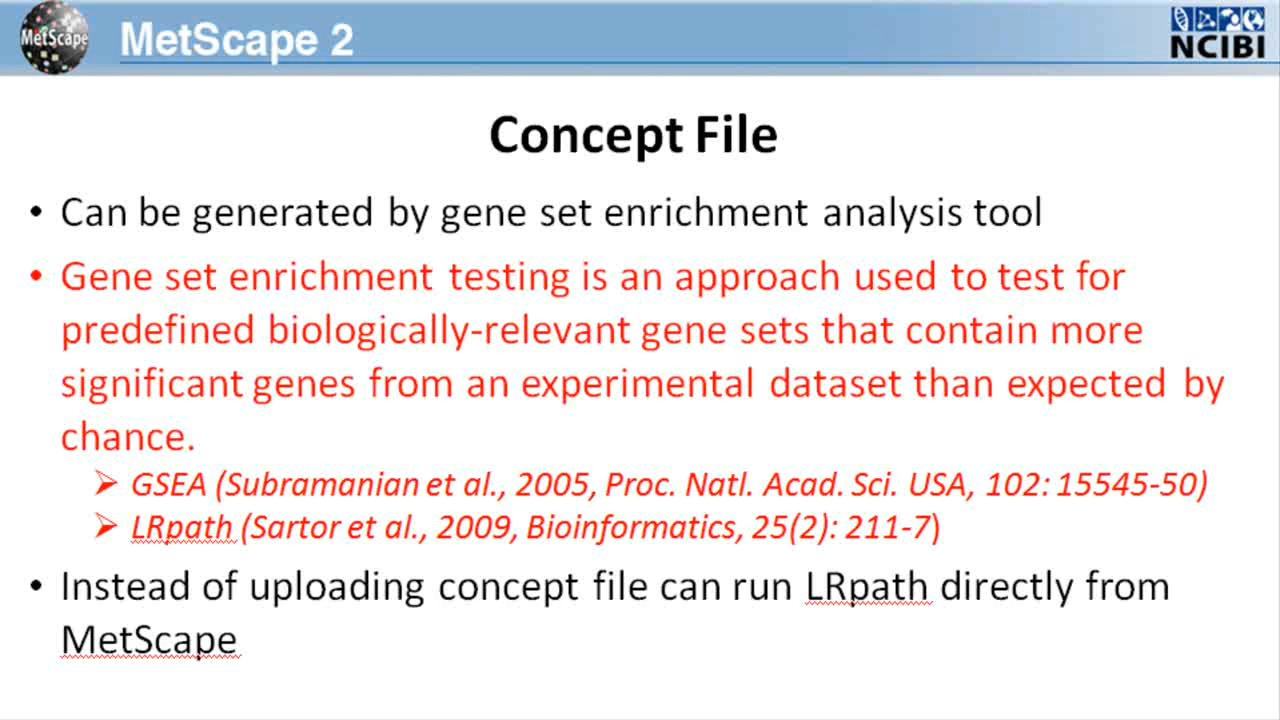 MetScape
MetScape 2
NCIBI
Concept File
• Can be generated by gene set enrichment analysis tool
• Gene set enrichment testing is an approach used to test for
predefined biologically-relevant gene sets that contain more
significant genes from an experimental dataset than expected by
chance.
➢ GSEA (Subramanian et al., 2005, Proc. Natl. Acad. Sci. USA, 102: 15545-50)
➢ LRpath (Sartor et al., 2009, Bioinformatics, 25(2): 211-7)
• Instead of uploading concept file can run LRpath directly from
MetScape